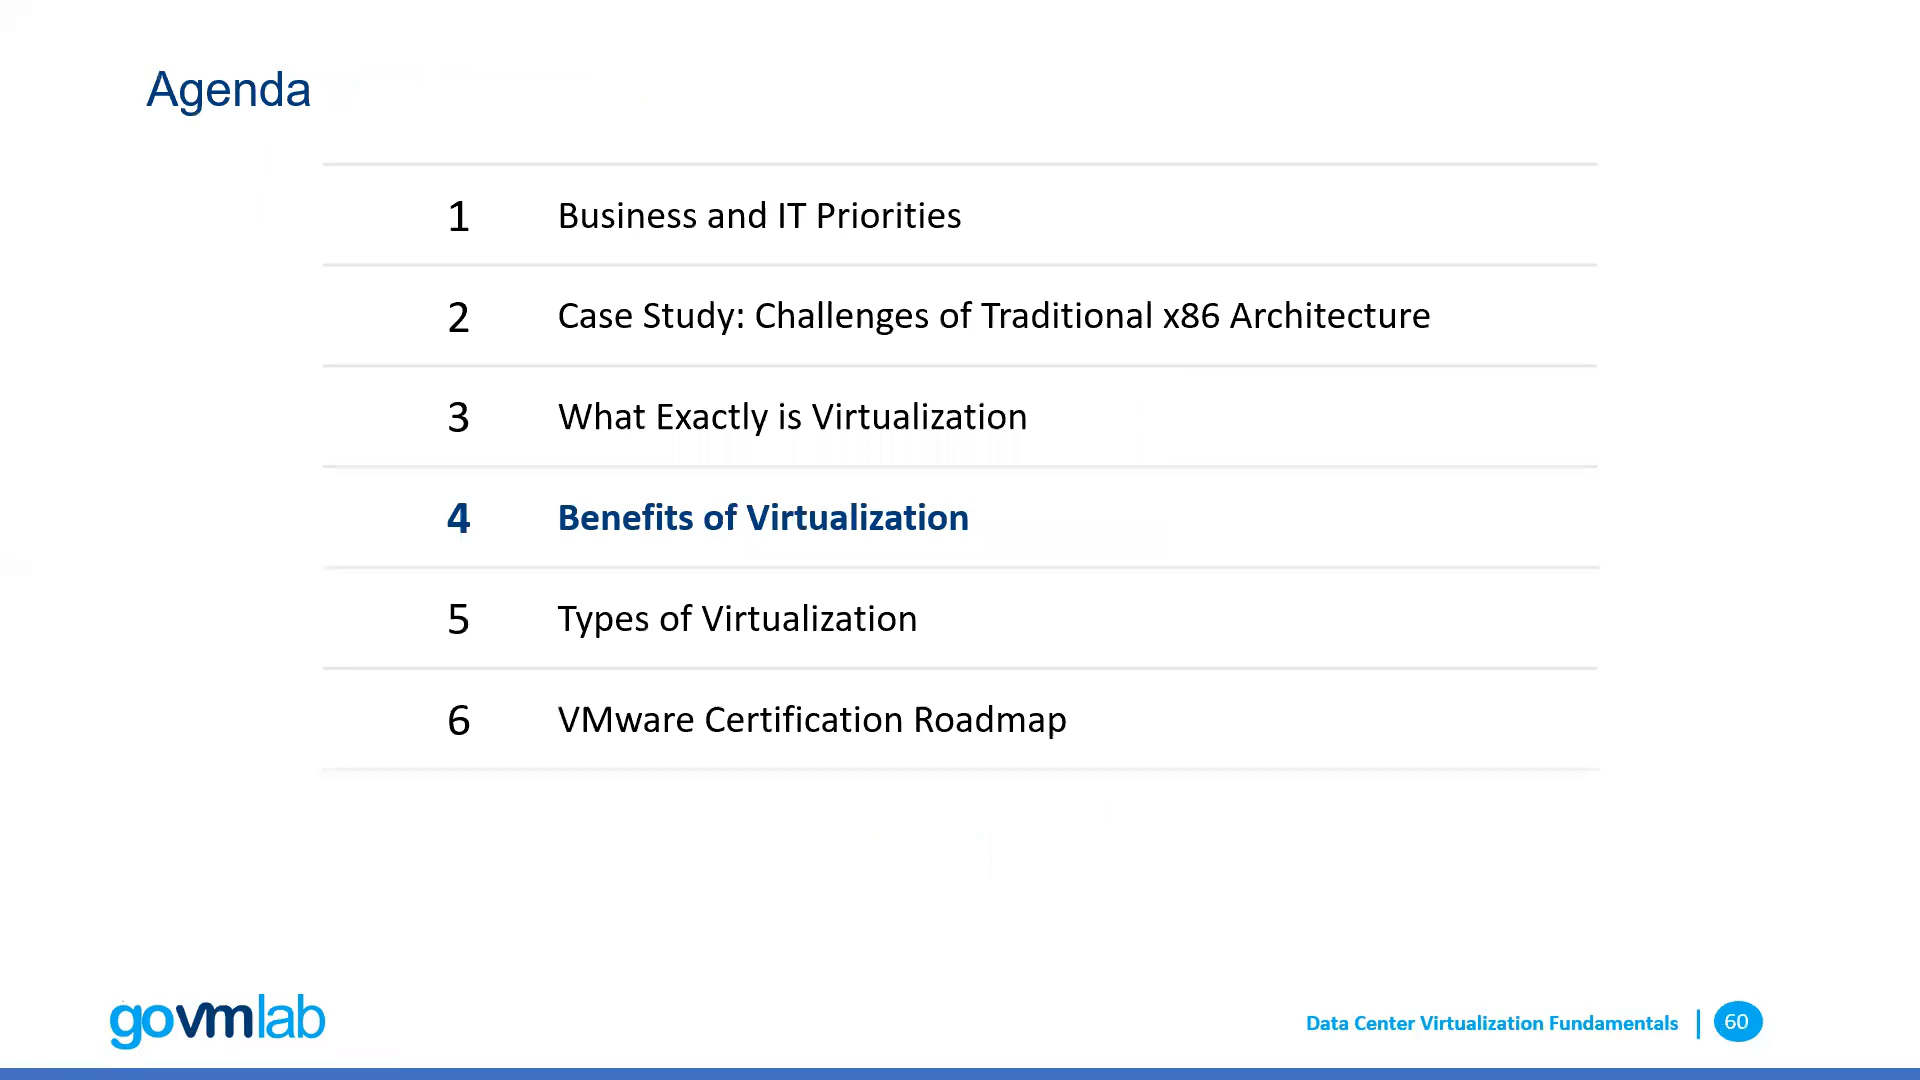 Agenda
1 Business and IT Priorities
2 Case Study: Challenges of Traditional x86 Architecture
3 What Exactly is Virtualization
4 Benefits of Virtualization
5 Types of Virtualization
6 VMware Certification Roadmap
govmlab
Data Center Virtualization Fundamentals | 60